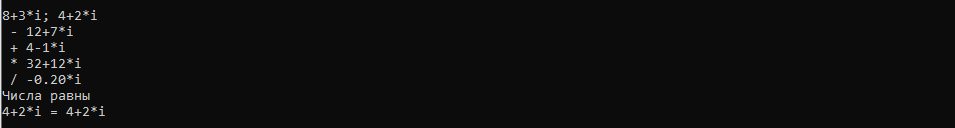 8+3*i; 4+2*i
- 12+7*i
+ 4-1*i
* 32+12*i
/ -0.20*i
Числа равны
4+2*i = 4+2*i